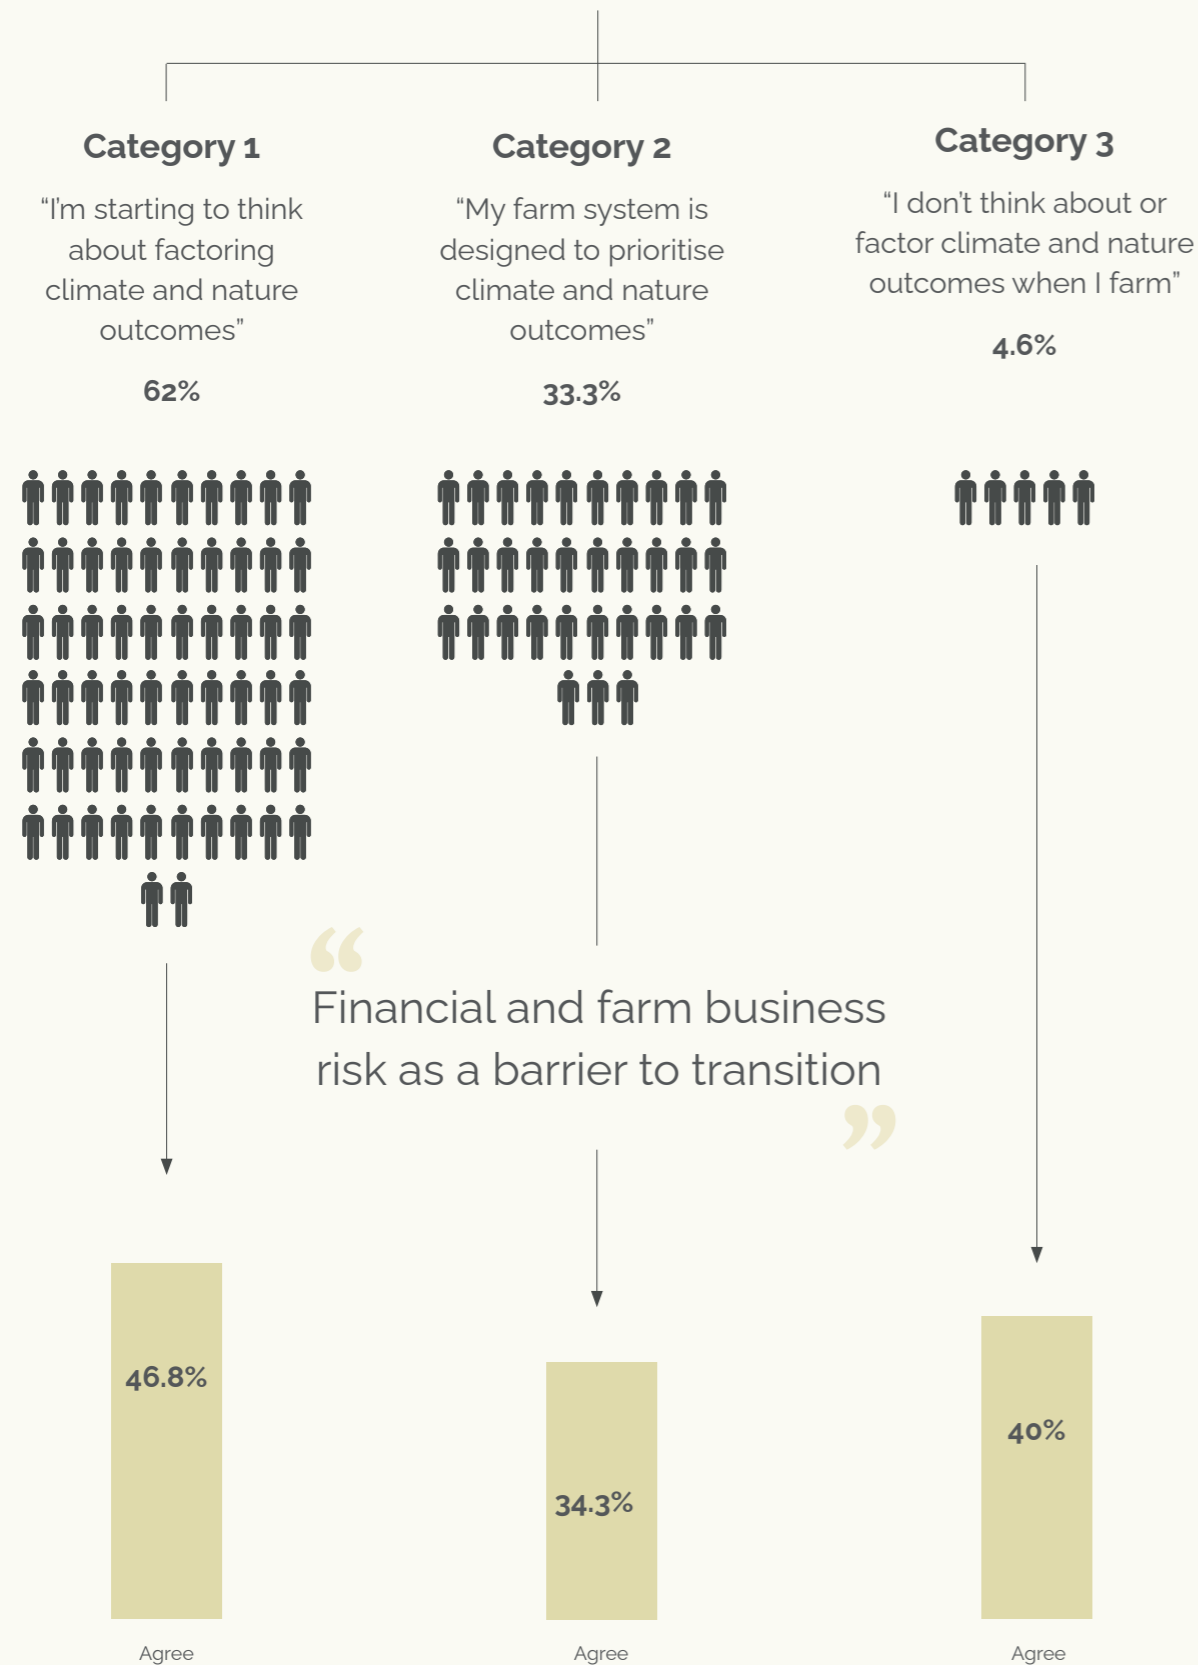 Category 1
“I’m starting to think
about factoring
climate and nature
outcomes”
62%
Category 2
“My farm system is
designed to prioritise
climate and nature
outcomes”
33.3%
Category 3
“I don’t think about or
factor climate and nature
outcomes when I farm”
4.6%
“
Financial and farm business
risk as a barrier to transition
”
46.8%
Agree
34.3%
Agree
40%
Agree